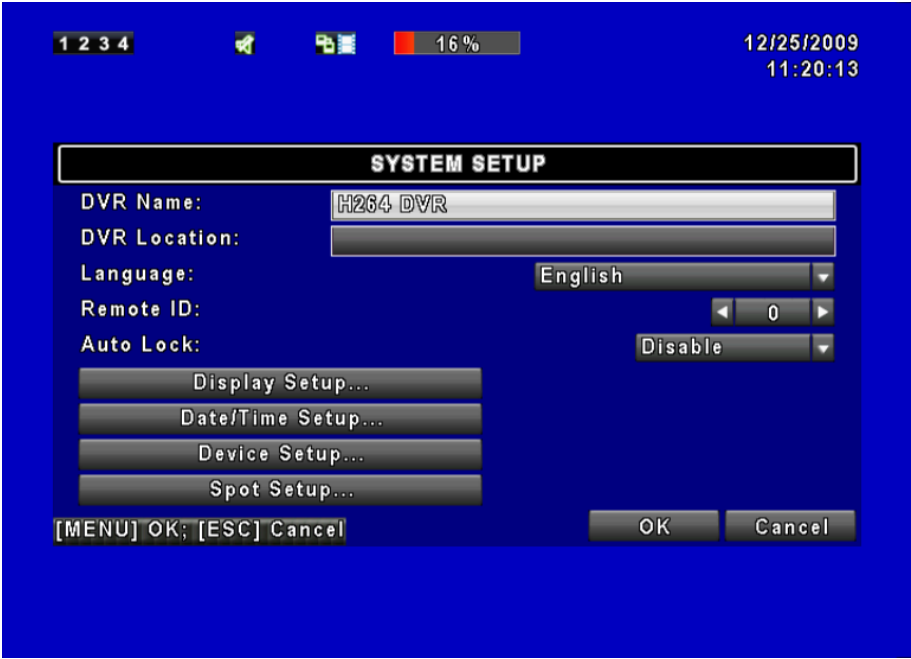 1 2 3 4 16% 12/25/2009
11:20:13
SYSTEM SETUP
DVR Name: H264 DVR
DVR Location:
Language: English
Remote ID: 0
Auto Lock: Disable
Display Setup...
Date/Time Setup...
Device Setup...
Spot Setup...
[MENU] OK; [ESC] Cancel OK Cancel